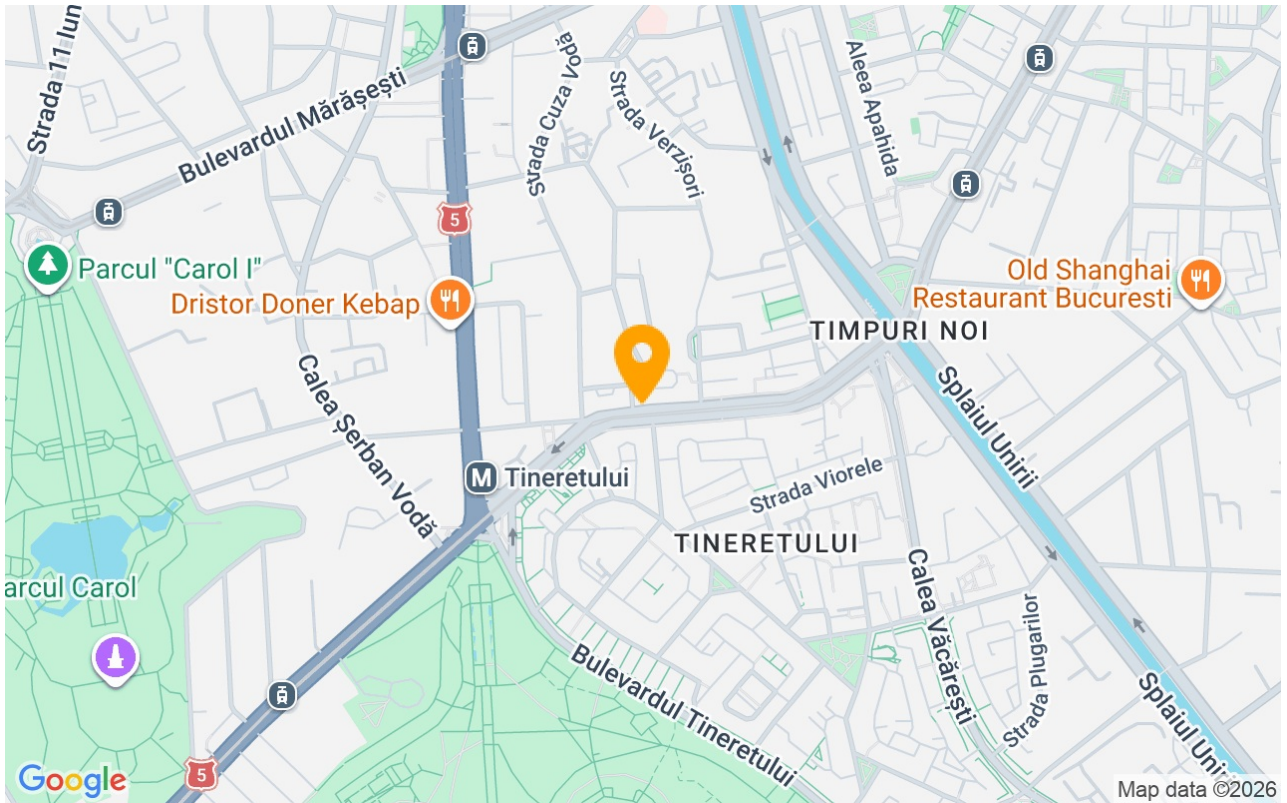 Strada 11 Iun
Bulevardul Mărășești
Strada Cuza Vodă
Strada Verzișori
Aleea Apahida
5
Parcul "Carol I"
Dristor Doner Kebap
Old Shanghai
Restaurant Bucuresti
TIMPURI NOI
Calea Șerban Vodă
Splaiul Unirii
M Tineretului
Strada Viorele
TINERETULUI
arcul Carol
Calea Văcărești
Strada Plugarilor
Bulevardul Tineretului
Splaiul Unirii
5
Google
Map data ©2026